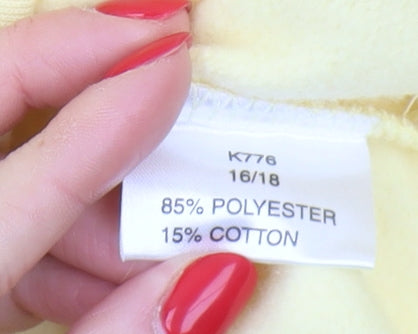 K776
16/18
85% POLYESTER
15% COTTON